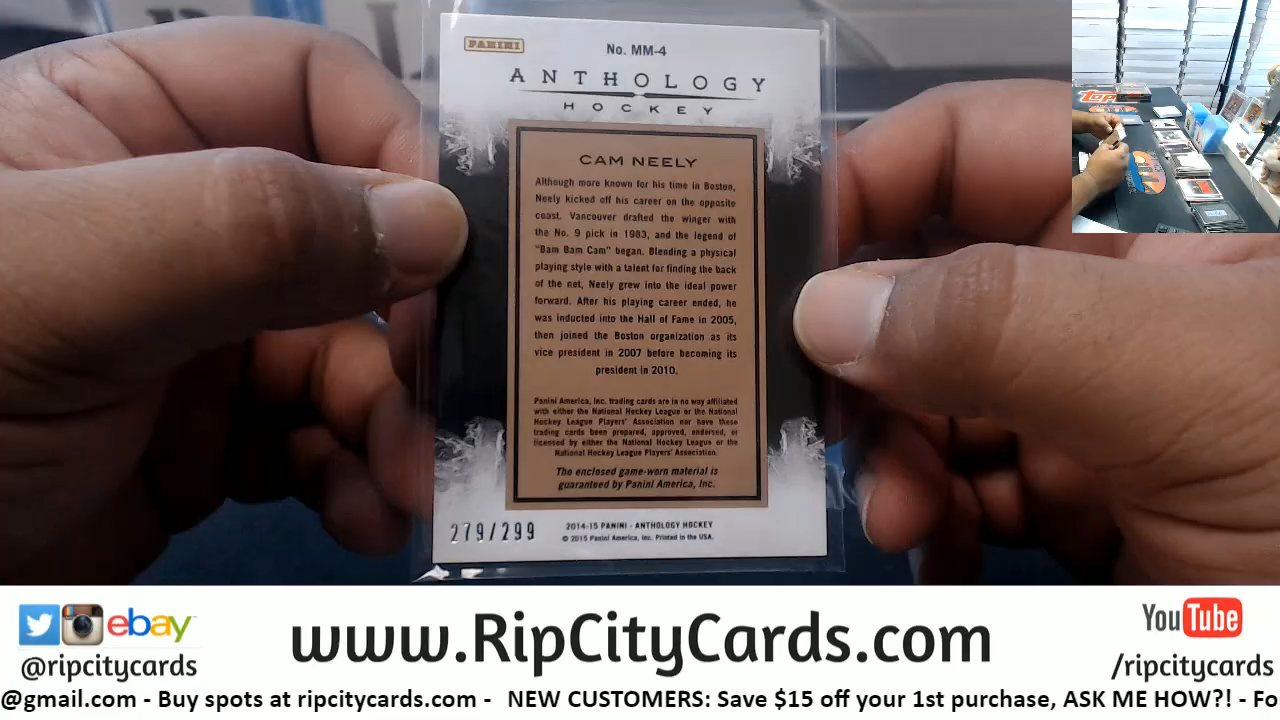 PANINI
No. MM-4
ANTHOLOGY
HOCKEY
CAM NEELY
Although more known for his time in Boston,
Neely kicked off his career on the opposite
coast. Vancouver drafted the winger with
the No. 9 pick in 1983, and the legend of
"Bam Bam Cam" began. Blending a physical
playing style with a talent for finding the back
of the net, Neely grew into the ideal power
forward. After his playing career ended, he
was inducted into the Hall of Fame in 2005,
then joined the Boston organization as its
vice president in 2007 before becoming its
president in 2010.
Panini America, Inc. trading cards are in no way affiliated
with either the National Hockey League or the National
Hockey League Players' Association nor have these
trading cards been prepared, approved, endorsed, or
licensed by either the National Hockey League or the
National Hockey League Players' Association.
The enclosed game-worn material is
guaranteed by Panini America, Inc.
279/299
2014-15 PANINI - ANTHOLOGY HOCKEY
© 2015 Panini America, Inc. Printed in the USA.
ebay
@ripcitycards
www.RipCityCards.com
YouTube
/ripcitycards
@gmail.com - Buy spots at ripcitycards.com - NEW CUSTOMERS: Save $15 off your 1st purchase, ASK ME HOW?! - Fo